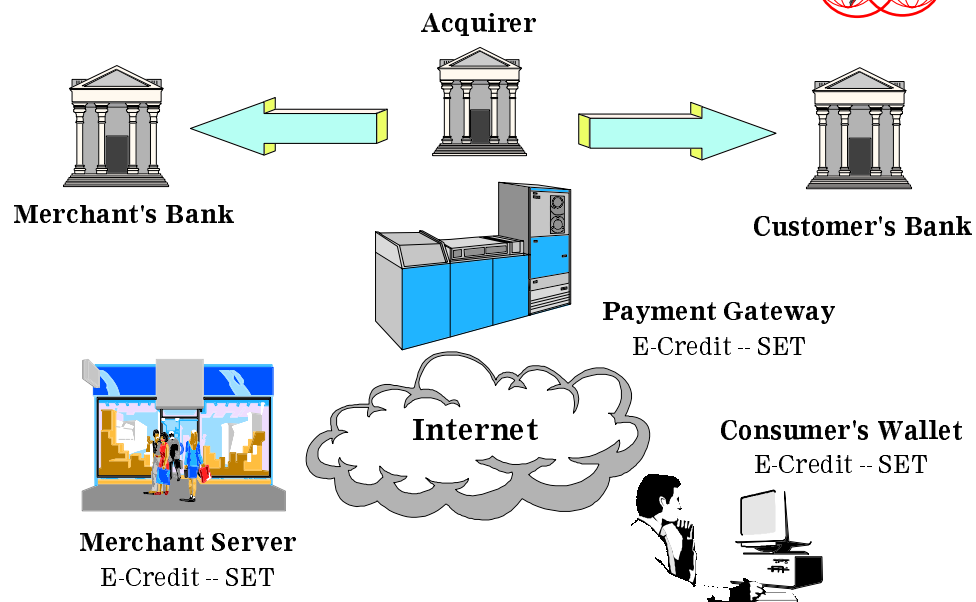 Acquirer
Merchant's Bank
Customer's Bank
Payment Gateway
E-Credit -- SET
Internet
Consumer's Wallet
E-Credit -- SET
Merchant Server
E-Credit -- SET